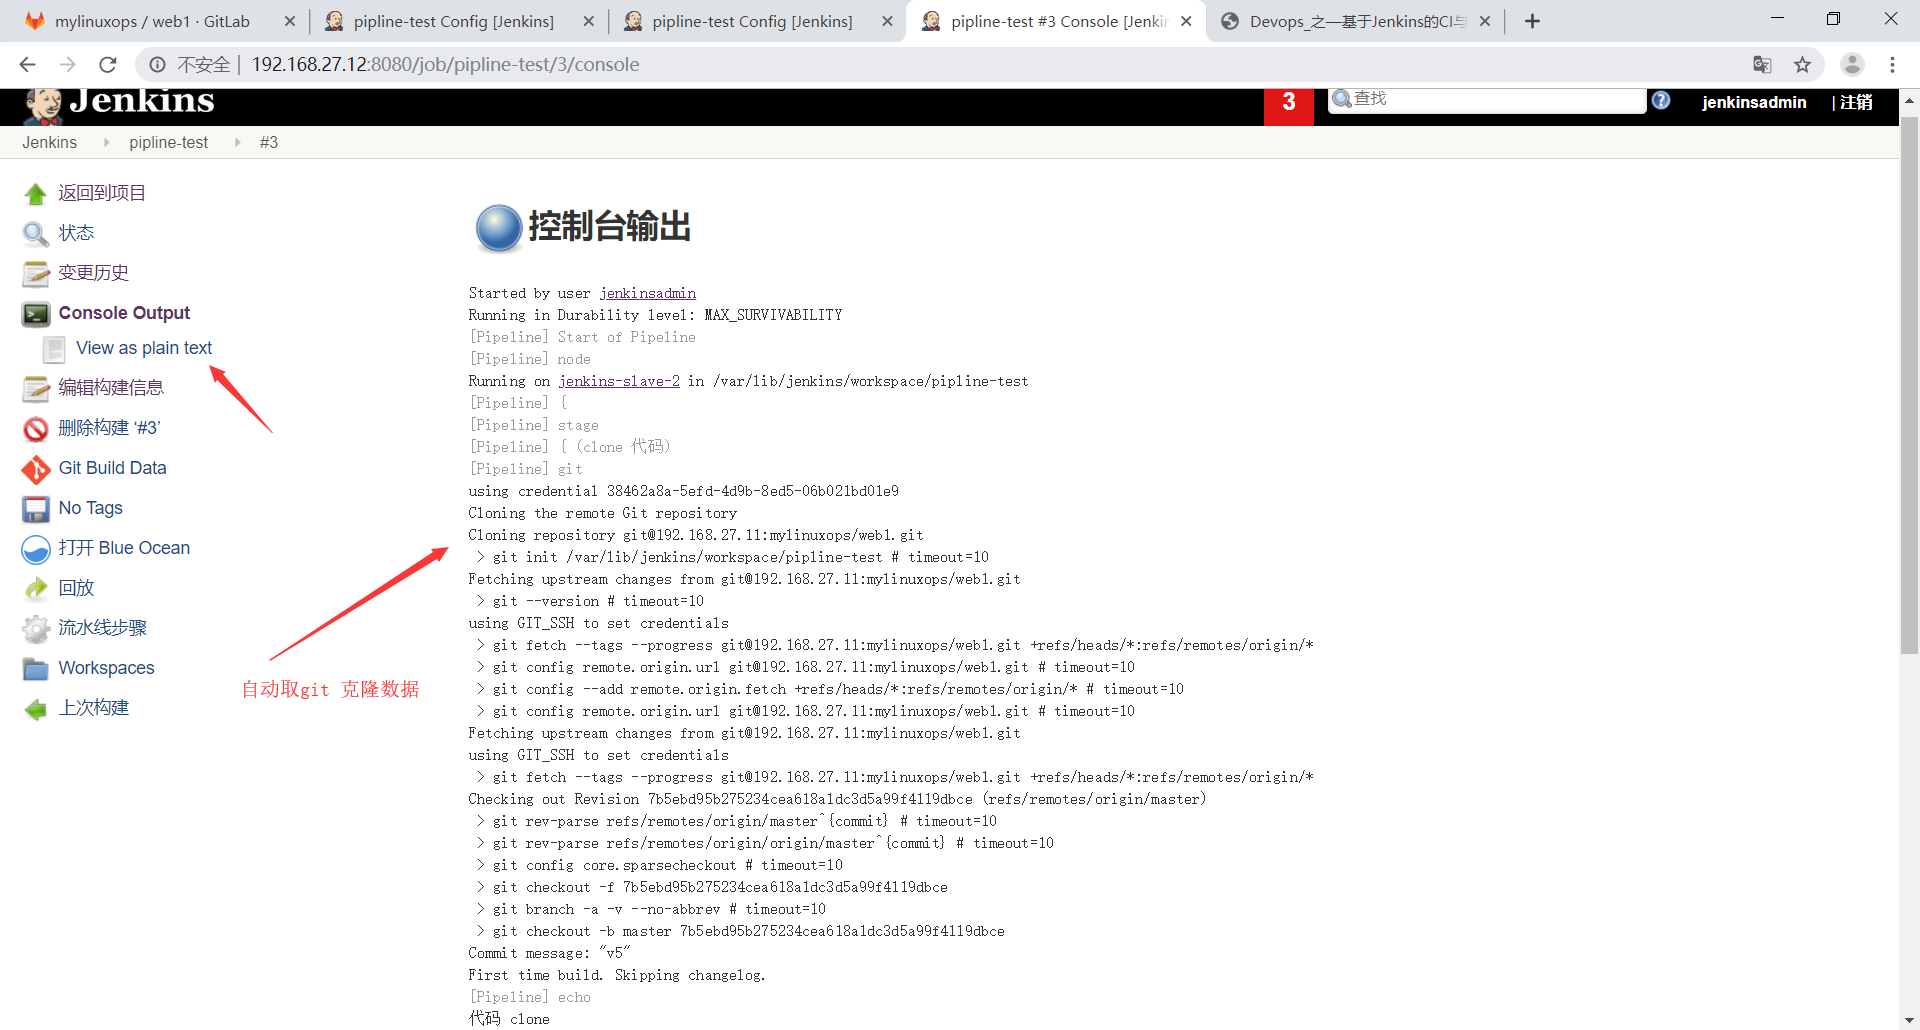 mylinuxops / web1 · GitLab
pipline-test Config [Jenkins]
pipline-test Config [Jenkins]
pipline-test #3 Console [Jenkin
Devops_之—基于Jenkins的CI与
不安全 | 192.168.27.12:8080/job/pipline-test/3/console
Jenkins
3
查找
jenkinsadmin
| 注销
Jenkins
pipline-test
#3
返回到项目
状态
变更历史
Console Output
View as plain text
编辑构建信息
删除构建 ‘#3’
Git Build Data
No Tags
打开 Blue Ocean
回放
流水线步骤
Workspaces
上次构建
自动取git 克隆数据
控制台输出
Started by user jenkinsadmin
Running in Durability level: MAX_SURVIVABILITY
[Pipeline] Start of Pipeline
[Pipeline] node
Running on jenkins-slave-2 in /var/lib/jenkins/workspace/pipline-test
[Pipeline] {
[Pipeline] stage
[Pipeline] { (clone 代码)
[Pipeline] git
using credential 38462a8a-5efd-4d9b-8ed5-06b021bd01e9
Cloning the remote Git repository
Cloning repository git@192.168.27.11:mylinuxops/web1.git
> git init /var/lib/jenkins/workspace/pipline-test # timeout=10
Fetching upstream changes from git@192.168.27.11:mylinuxops/web1.git
> git --version # timeout=10
using GIT_SSH to set credentials
> git fetch --tags --progress git@192.168.27.11:mylinuxops/web1.git +refs/heads/*:refs/remotes/origin/*
> git config remote.origin.url git@192.168.27.11:mylinuxops/web1.git # timeout=10
> git config --add remote.origin.fetch +refs/heads/*:refs/remotes/origin/* # timeout=10
> git config remote.origin.url git@192.168.27.11:mylinuxops/web1.git # timeout=10
Fetching upstream changes from git@192.168.27.11:mylinuxops/web1.git
using GIT_SSH to set credentials
> git fetch --tags --progress git@192.168.27.11:mylinuxops/web1.git +refs/heads/*:refs/remotes/origin/*
Checking out Revision 7b5ebd95b275234cea618a1dc3d5a99f4119dbce (refs/remotes/origin/master)
> git rev-parse refs/remotes/origin/master^{commit} # timeout=10
> git rev-parse refs/remotes/origin/origin/master^{commit} # timeout=10
> git config core.sparsecheckout # timeout=10
> git checkout -f 7b5ebd95b275234cea618a1dc3d5a99f4119dbce
> git branch -a -v --no-abbrev # timeout=10
> git checkout -b master 7b5ebd95b275234cea618a1dc3d5a99f4119dbce
Commit message: "v5"
First time build. Skipping changelog.
[Pipeline] echo
代码 clone